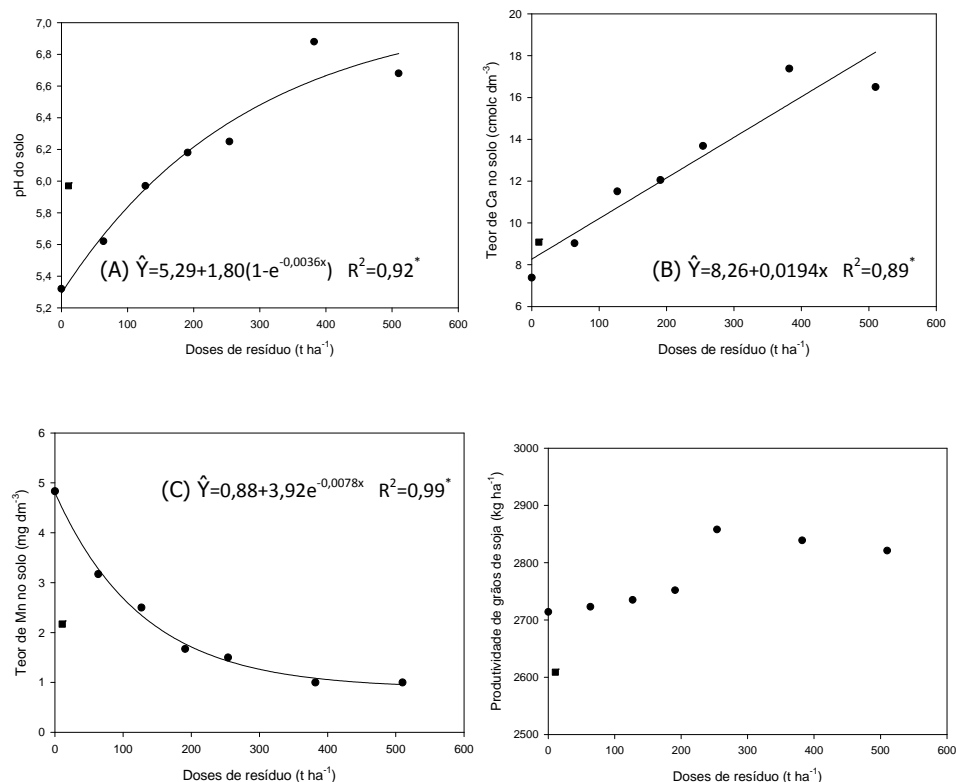 pH do solo
7,0
6,8
6,6
6,4
6,2
6,0
5,8
5,6
5,4
5,2
(A) Ŷ=5,29+1,80(1-e^-0,0036x) R²=0,92*
0 100 200 300 400 500 600
Doses de resíduo (t ha⁻¹)
Teor de Ca no solo (cmolc dm⁻³)
20
18
16
14
12
10
8
6
(B) Ŷ=8,26+0,0194x R²=0,89*
0 100 200 300 400 500 600
Doses de resíduo (t ha⁻¹)
Teor de Mn no solo (mg dm⁻³)
6
5
4
3
2
1
0
(C) Ŷ=0,88+3,92e^-0,0078x R²=0,99*
0 100 200 300 400 500 600
Doses de resíduo (t ha⁻¹)
Produtividade de grãos de soja (kg ha⁻¹)
3000
2900
2800
2700
2600
2500
0 100 200 300 400 500 600
Doses de resíduo (t ha⁻¹)